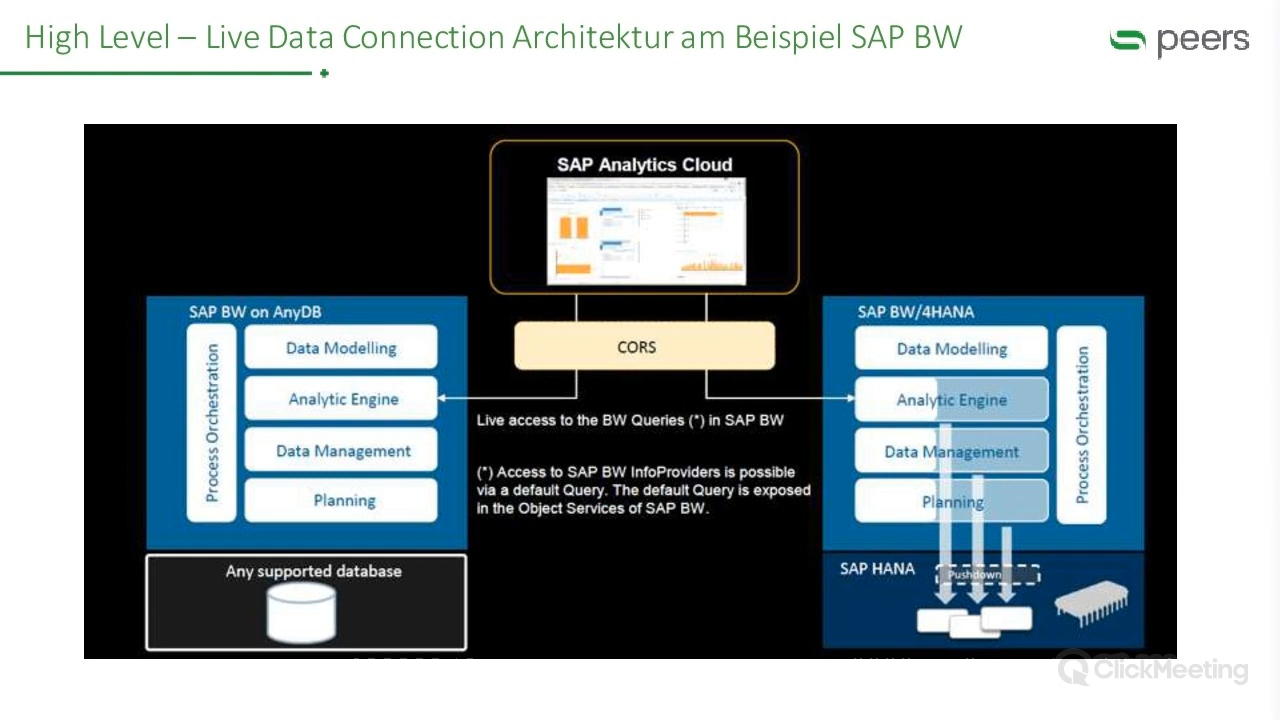 High Level – Live Data Connection Architektur am Beispiel SAP BW
peers
SAP Analytics Cloud
CORS
SAP BW on AnyDB
Process Orchestration
Data Modelling
Analytic Engine
Data Management
Planning
Any supported database
Live access to the BW Queries (*) in SAP BW
(*) Access to SAP BW InfoProviders is possible
via a default Query. The default Query is exposed
in the Object Services of SAP BW.
SAP BW/4HANA
Data Modelling
Analytic Engine
Data Management
Planning
Process Orchestration
SAP HANA
Pushdown
ClickMeeting